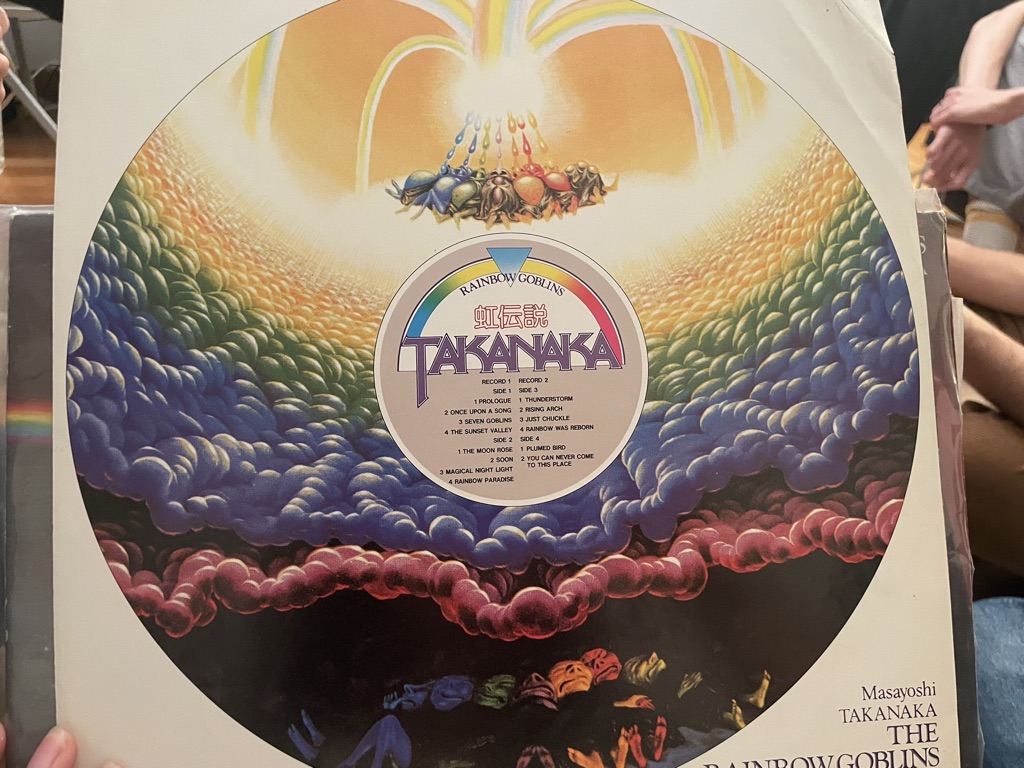 RAINBOW GOBLINS
虹伝説
TAKANAKA
RECORD 1
SIDE 1
1 PROLOGUE
2 ONCE UPON A SONG
3 SEVEN GOBLINS
4 THE SUNSET VALLEY
SIDE 2
1 THE MOON ROSE
2 SOON
3 MAGICAL NIGHT LIGHT
4 RAINBOW PARADISE
RECORD 2
SIDE 3
1 THUNDERSTORM
2 RISING ARCH
3 JUST CHUCKLE
4 RAINBOW WAS REBORN
SIDE 4
1 PLUMED BIRD
2 YOU CAN NEVER COME
TO THIS PLACE
Masayoshi
TAKANAKA
THE
RAINBOW GOBLINS